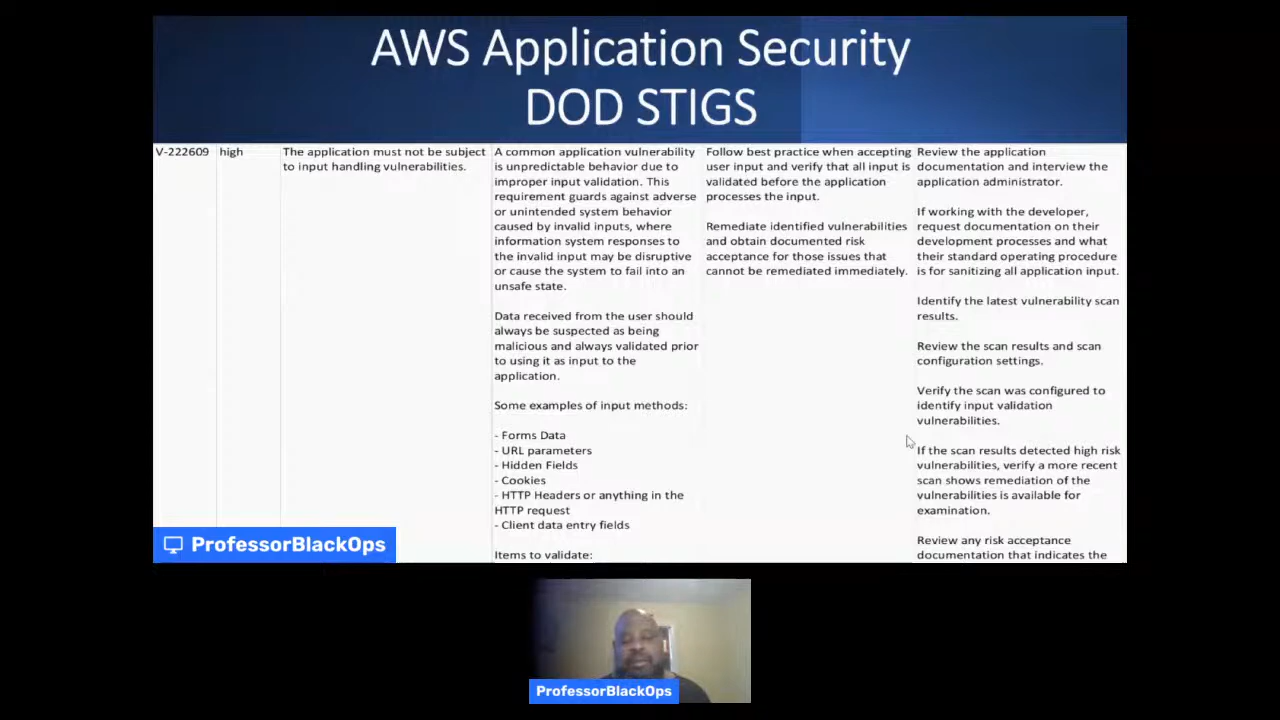 AWS Application Security
DOD STIGS
V-222609
high
The application must not be subject
to input handling vulnerabilities.
A common application vulnerability
is unpredictable behavior due to
improper input validation. This
requirement guards against adverse
or unintended system behavior
caused by invalid inputs, where
information system responses to
the invalid input may be disruptive
or cause the system to fail into an
unsafe state.
Data received from the user should
always be suspected as being
malicious and always validated prior
to using it as input to the
application.
Some examples of input methods:
- Forms Data
- URL parameters
- Hidden Fields
- Cookies
- HTTP Headers or anything in the
HTTP request
- Client data entry fields
Items to validate:
Follow best practice when accepting
user input and verify that all input is
validated before the application
processes the input.
Remediate identified vulnerabilities
and obtain documented risk
acceptance for those issues that
cannot be remediated immediately.
Review the application
documentation and interview the
application administrator.
If working with the developer,
request documentation on their
development processes and what
their standard operating procedure
is for sanitizing all application input.
Identify the latest vulnerability scan
results.
Review the scan results and scan
configuration settings.
Verify the scan was configured to
identify input validation
vulnerabilities.
If the scan results detected high risk
vulnerabilities, verify a more recent
scan shows remediation of the
vulnerabilities is available for
examination.
Review any risk acceptance
documentation that indicates the
ProfessorBlackOps
ProfessorBlackOps